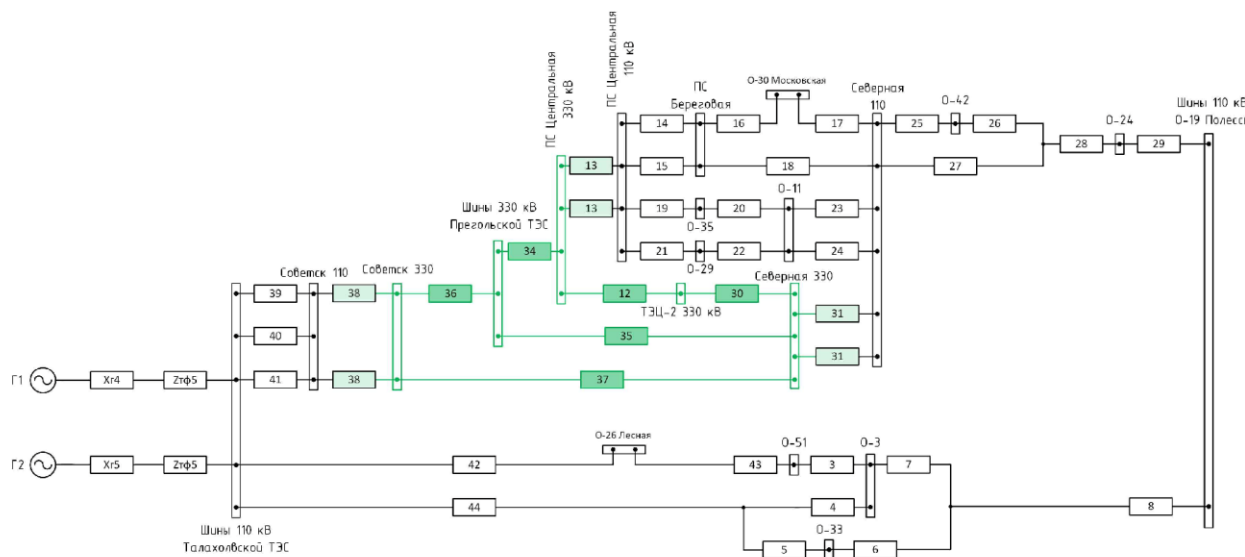 ПС Центральная
330 кВ
ПС Центральная
110 кВ
ПС
Береговая
О-30 Московская
Северная
110
О-42
О-24
Шины 110 кВ
О-19 Полесск
14
16
17
25
26
28
29
13
15
18
27
О-11
13
19
20
23
О-35
Шины 330 кВ
Прегольской ТЭС
34
21
22
24
О-29
Северная 330
Советск 110
Советск 330
39
38
36
12
30
ТЭЦ-2 330 кВ
31
40
35
31
Г1
Xг4
Zтф5
41
38
37
О-26 Лесная
О-51
О-3
Г2
Xг5
Zтф5
42
43
3
7
44
4
8
Шины 110 кВ
Талахолвской ТЭС
О-33
5
6